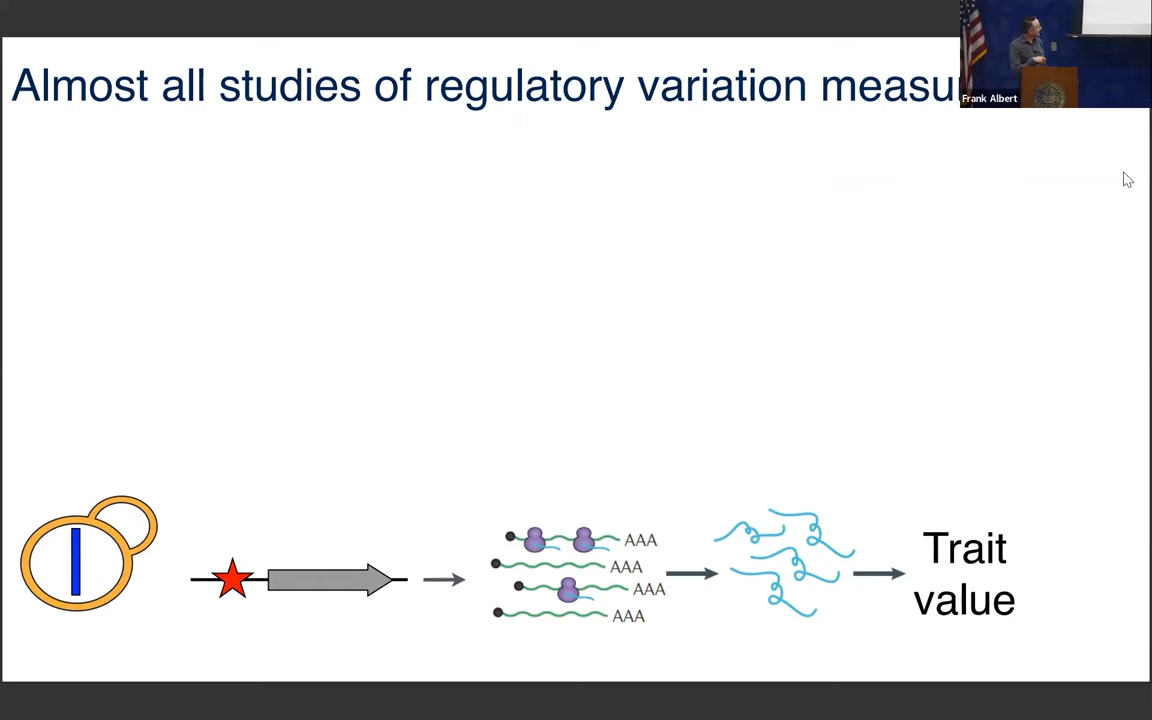 Almost all studies of regulatory variation measu
Frank Albert
AAA
AAA
AAA
AAA
Trait
value